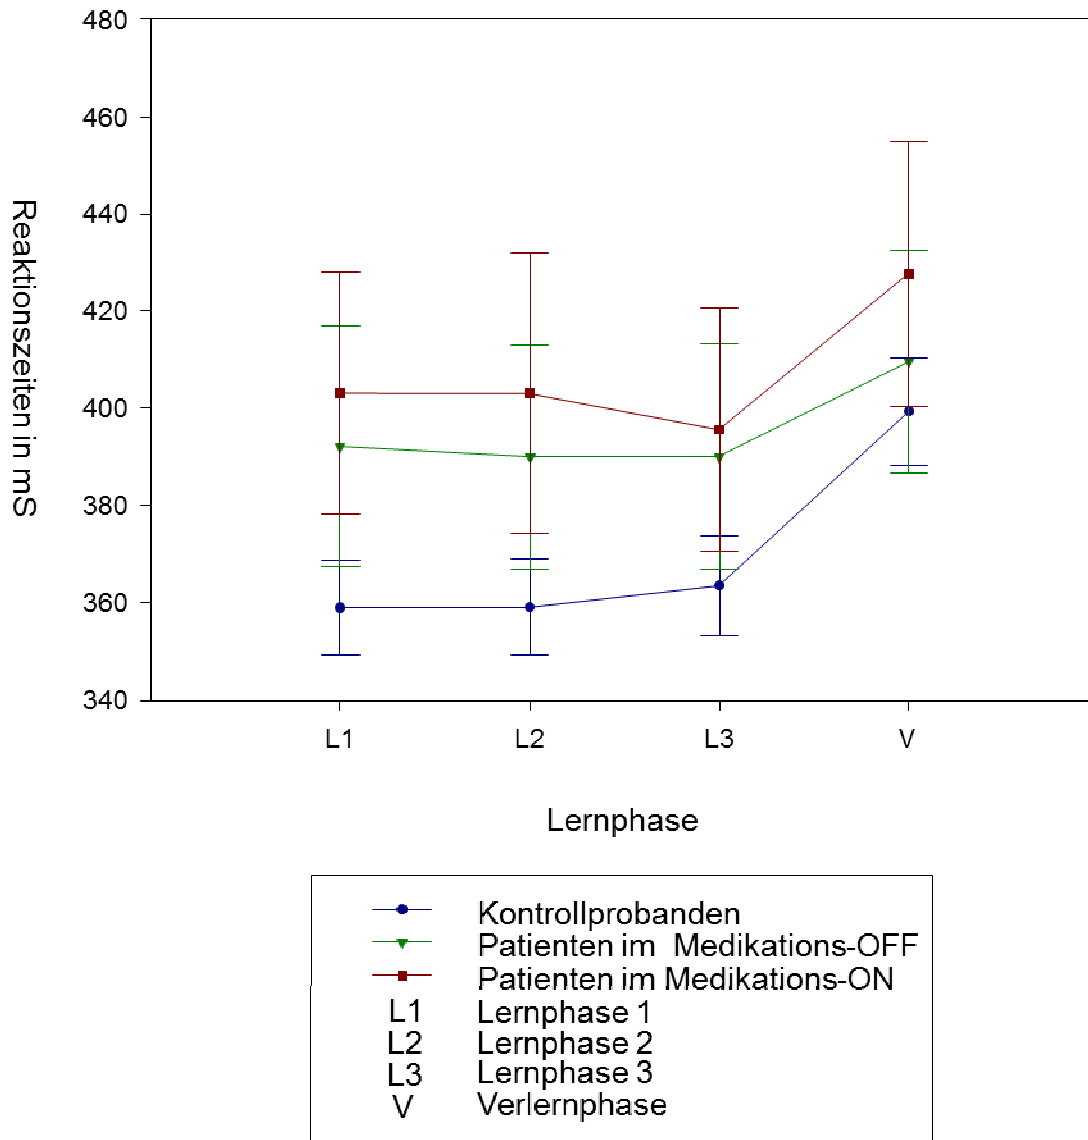 480
460
440
420
400
380
360
340
Reaktionszeiten in mS
L1 L2 L3 V
Lernphase
Kontrollprobanden
Patienten im Medikations-OFF
Patienten im Medikations-ON
L1 Lernphase 1
L2 Lernphase 2
L3 Lernphase 3
V Verlernphase